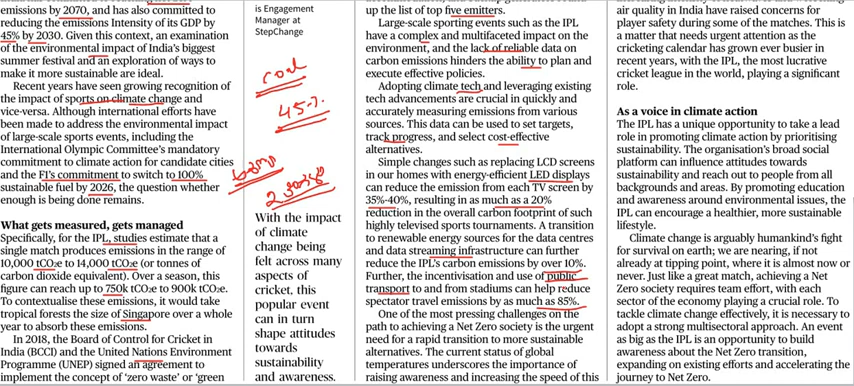 emissions by 2070, and has also committed to
reducing the emissions Intensity of its GDP by
45% by 2030. Given this context, an examination
of the environmental impact of India's biggest
summer festival and an exploration of ways to
make it more sustainable are ideal.
Recent years have seen growing recognition of
the impact of sports on climate change and
vice-versa. Although international efforts have
been made to address the environmental impact
of large-scale sports events, including the
International Olympic Committee's mandatory
commitment to climate action for candidate cities
and the F1's commitment to switch to 100%
sustainable fuel by 2026, the question whether
enough is being done remains.
What gets measured, gets managed
Specifically, for the IPL, studies estimate that a
single match produces emissions in the range of
10,000 tCO2e to 14,000 tCO2e (or tonnes of
carbon dioxide equivalent). Over a season, this
figure can reach up to 750k tCO2e to 900k tCO2e.
To contextualise these emissions, it would take
tropical forests the size of Singapore over a whole
year to absorb these emissions.
In 2018, the Board of Control for Cricket in
India (BCCI) and the United Nations Environment
Programme (UNEP) signed an agreement to
implement the concept of 'zero waste' or 'green
is Engagement
Manager at
StepChange
45%
With the impact
of climate
change being
felt across many
aspects of
cricket, this
popular event
can in turn
shape attitudes
towards
sustainability
and awareness.
up the list of top five emitters.
Large-scale sporting events such as the IPL
have a complex and multifaceted impact on the
environment, and the lack of reliable data on
carbon emissions hinders the ability to plan and
execute effective policies.
Adopting climate tech and leveraging existing
tech advancements are crucial in quickly and
accurately measuring emissions from various
sources. This data can be used to set targets,
track progress, and select cost-effective
alternatives.
Simple changes such as replacing LCD screens
in our homes with energy-efficient LED displays
can reduce the emission from each TV screen by
35%-40%, resulting in as much as a 20%
reduction in the overall carbon footprint of such
highly televised sports tournaments. A transition
to renewable energy sources for the data centres
and data streaming infrastructure can further
reduce the IPL's carbon emissions by over 10%.
Further, the incentivisation and use of public
transport to and from stadiums can help reduce
spectator travel emissions by as much as 85%.
One of the most pressing challenges on the
path to achieving a Net Zero society is the urgent
need for a rapid transition to more sustainable
alternatives. The current status of global
temperatures underscores the importance of
raising awareness and increasing the speed of this
air quality in India have raised concerns for
player safety during some of the matches. This is
a matter that needs urgent attention as the
cricketing calendar has grown ever busier in
recent years, with the IPL, the most lucrative
cricket league in the world, playing a significant
role.
As a voice in climate action
The IPL has a unique opportunity to take a lead
role in promoting climate action by prioritising
sustainability. The organisation's broad social
platform can influence attitudes towards
sustainability and reach out to people from all
backgrounds and areas. By promoting education
and awareness around environmental issues, the
IPL can encourage a healthier, more sustainable
lifestyle.
Climate change is arguably humankind's fight
for survival on earth; we are nearing, if not
already at tipping point, where it is almost now or
never. Just like a great match, achieving a Net
Zero society requires team effort, with each
sector of the economy playing a crucial role. To
tackle climate change effectively, it is necessary to
adopt a strong multisectoral approach. An event
as big as the IPL is an opportunity to build
awareness about the Net Zero transition,
expanding on existing efforts and accelerating the
journey to Net Zero.